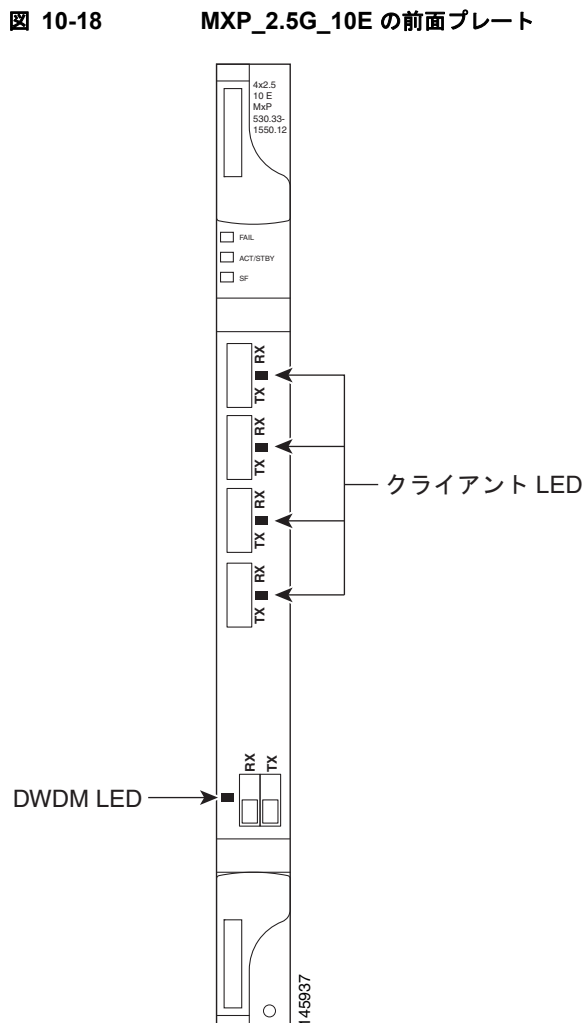 図 10-18 MXP_2.5G_10E の前面プレート
4x2.5
10 E
MxP
530.33-
1550.12
FAIL
ACT/STBY
SF
RX
TX
RX
TX
クライアント LED
RX
TX
RX
TX
RX
TX
DWDM LED
145937